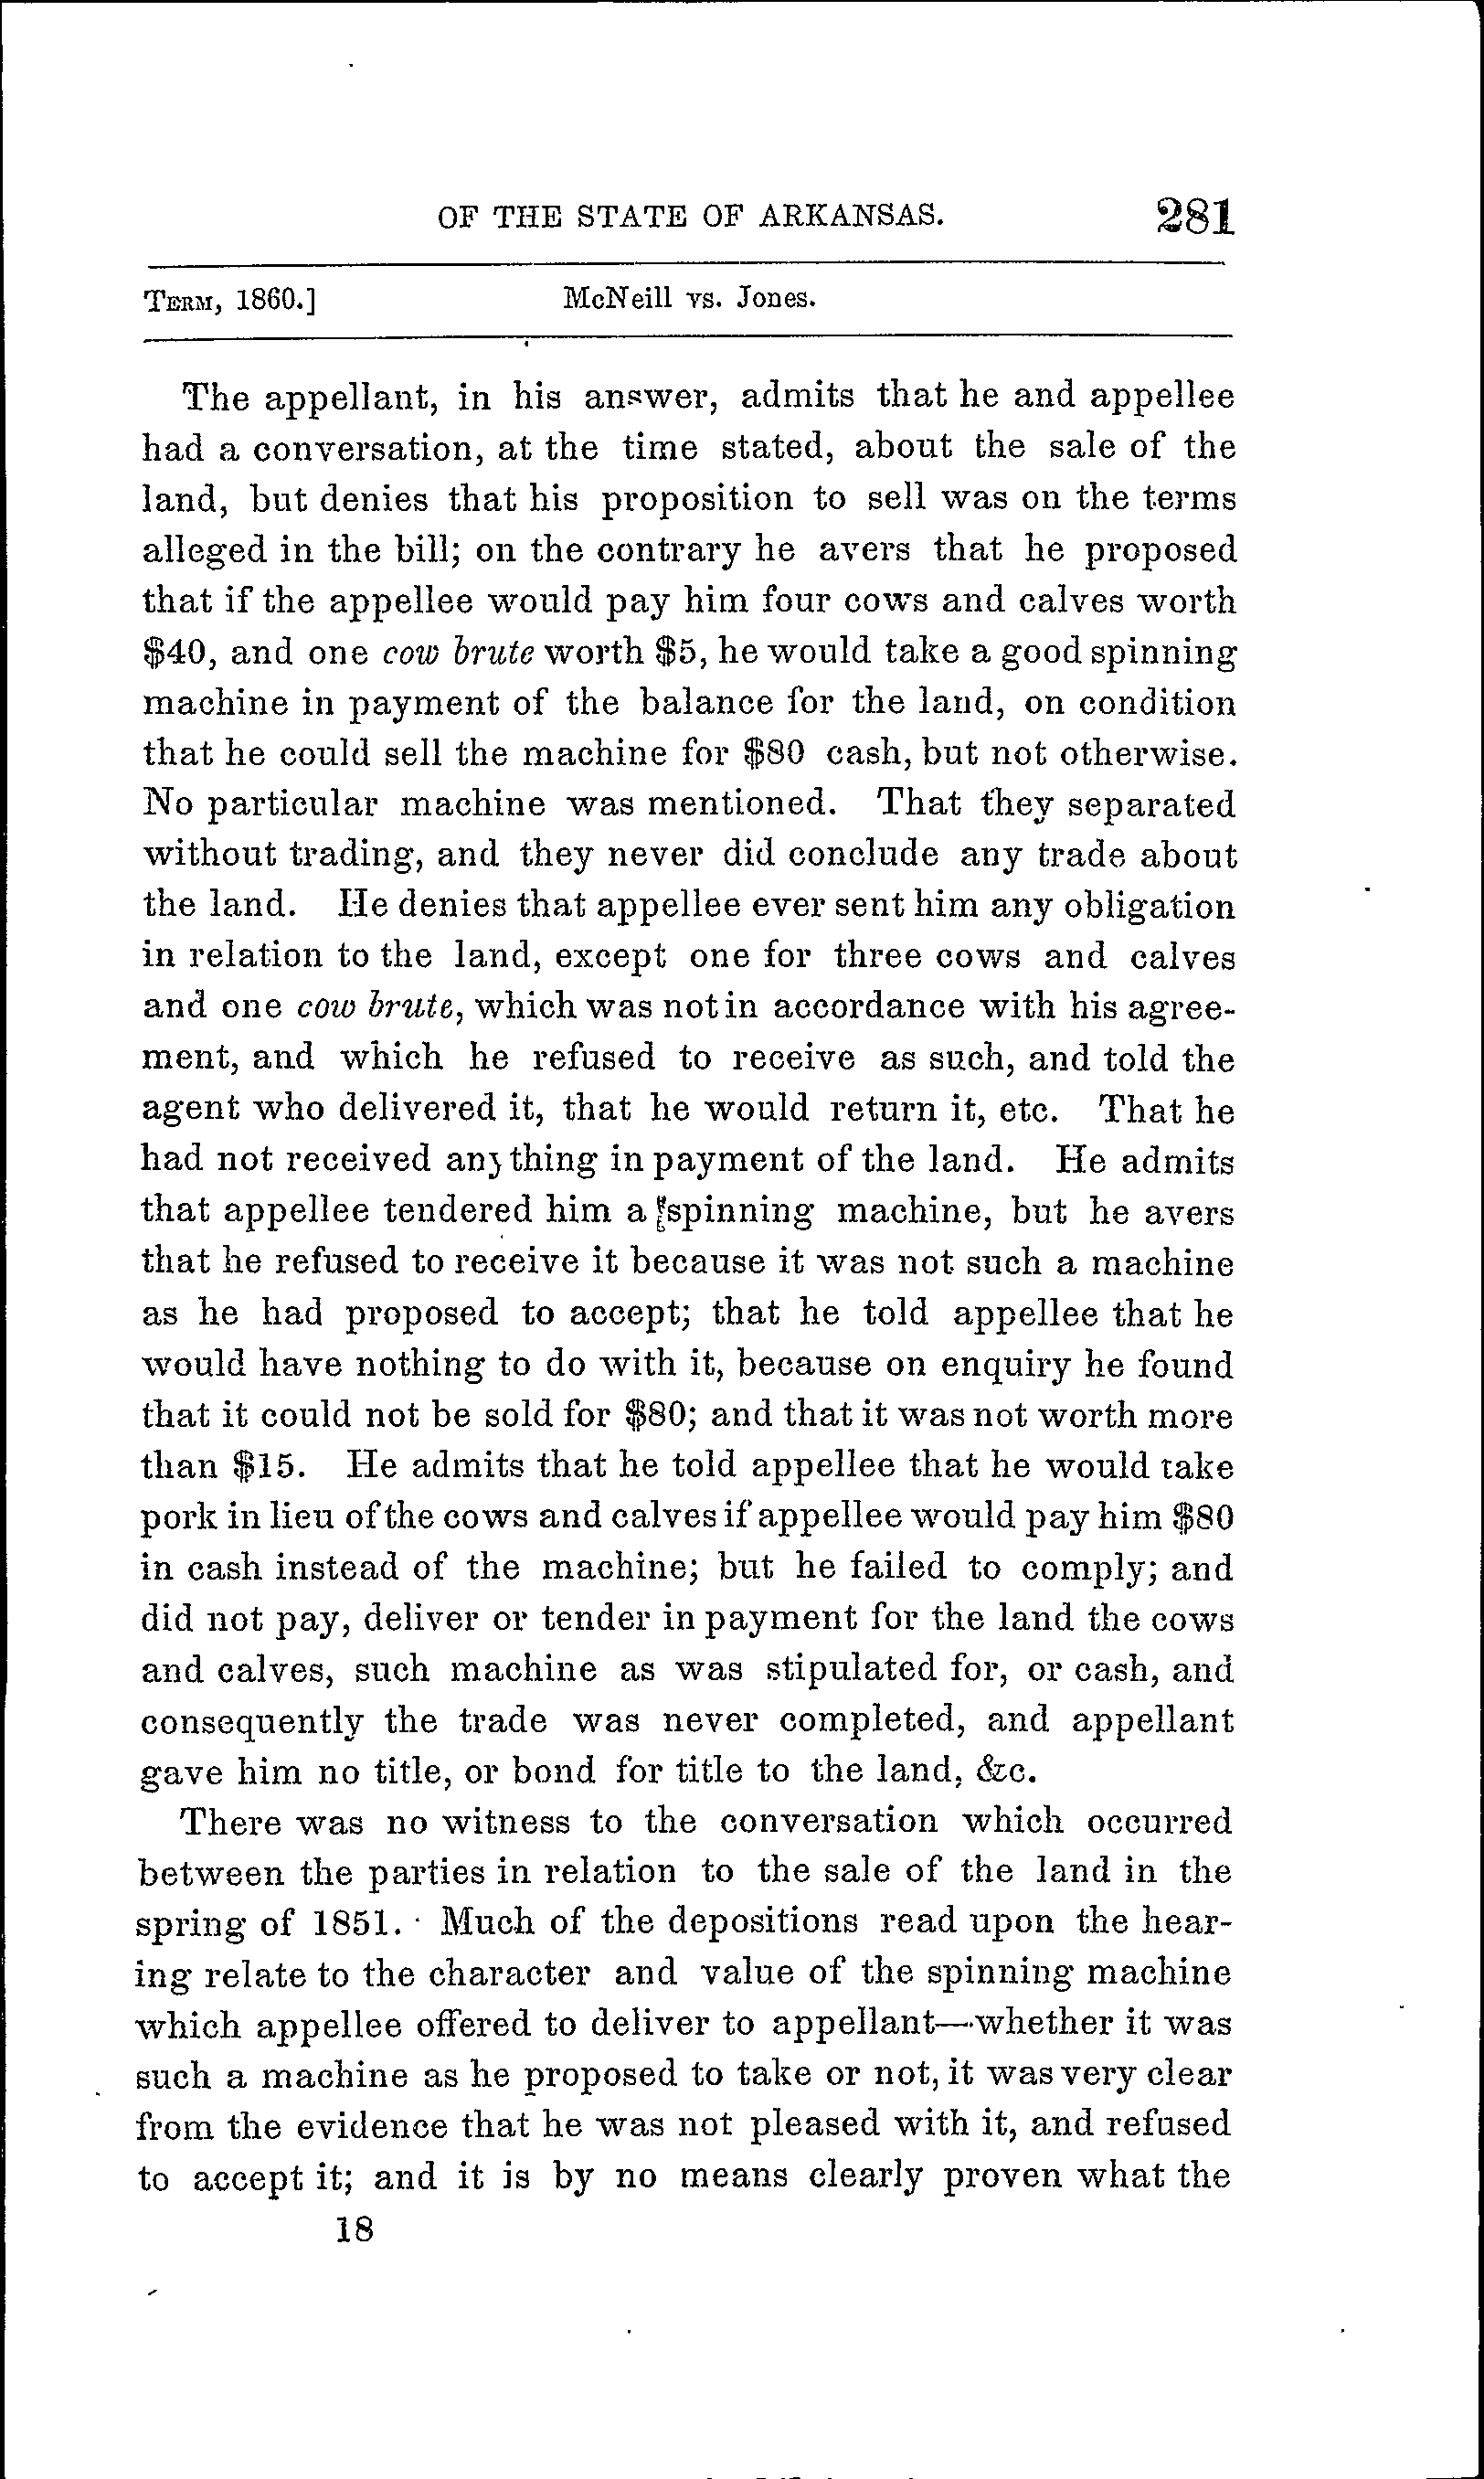 OF THE STATE OF ARKANSAS. 281
TERM, 1860.] McNeill vs. Jones.
The appellant, in his answer, admits that he and appellee
had a conversation, at the time stated, about the sale of the
land, but denies that his proposition to sell was on the terms
alleged in the bill; on the contrary he avers that he proposed
that if the appellee would pay him four cows and calves worth
$40, and one cow brute worth $5, he would take a good spinning
machine in payment of the balance for the land, on condition
that he could sell the machine for $80 cash, but not otherwise.
No particular machine was mentioned. That they separated
without trading, and they never did conclude any trade about
the land. He denies that appellee ever sent him any obligation
in relation to the land, except one for three cows and calves
and one cow brute, which was not in accordance with his agree-
ment, and which he refused to receive as such, and told the
agent who delivered it, that he would return it, etc. That he
had not received anything in payment of the land. He admits
that appellee tendered him a spinning machine, but he avers
that he refused to receive it because it was not such a machine
as he had proposed to accept; that he told appellee that he
would have nothing to do with it, because on enquiry he found
that it could not be sold for $80; and that it was not worth more
than $15. He admits that he told appellee that he would take
pork in lieu of the cows and calves if appellee would pay him $80
in cash instead of the machine; but he failed to comply; and
did not pay, deliver or tender in payment for the land the cows
and calves, such machine as was stipulated for, or cash, and
consequently the trade was never completed, and appellant
gave him no title, or bond for title to the land, &c.
There was no witness to the conversation which occurred
between the parties in relation to the sale of the land in the
spring of 1851. Much of the depositions read upon the hear-
ing relate to the character and value of the spinning machine
which appellee offered to deliver to appellant—whether it was
such a machine as he proposed to take or not, it was very clear
from the evidence that he was not pleased with it, and refused
to accept it; and it is by no means clearly proven what the
18